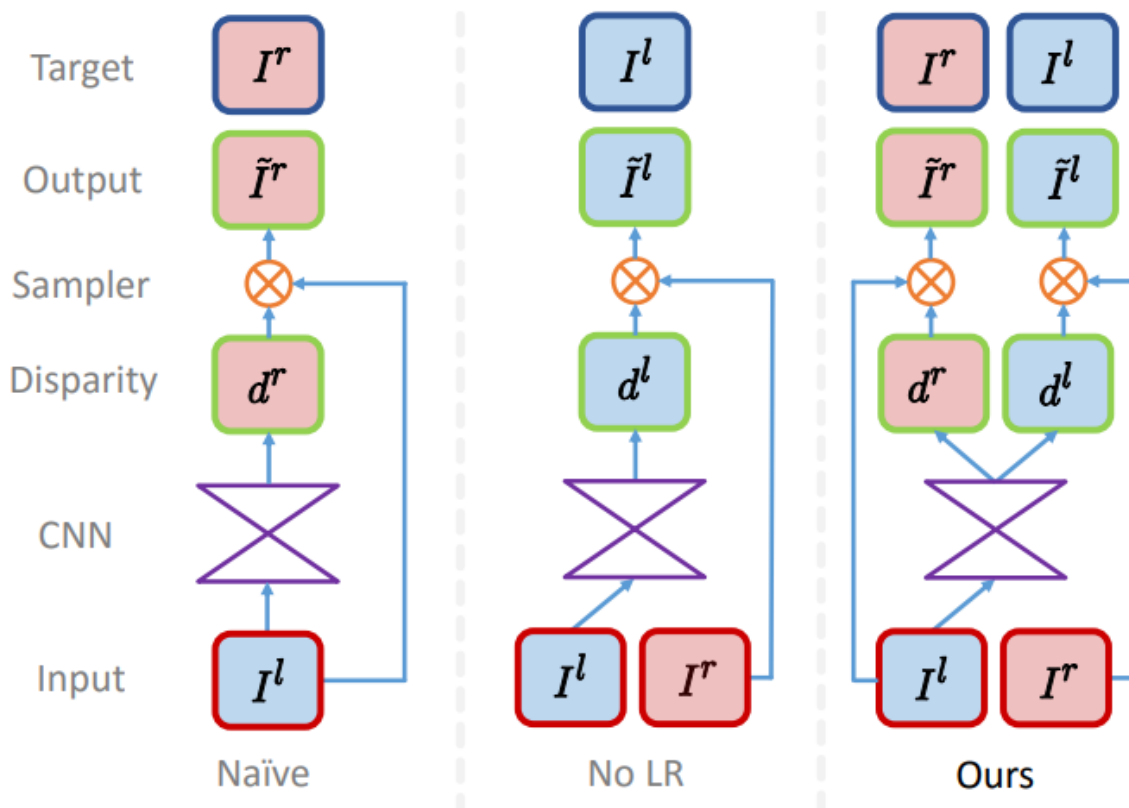 Target I^r I^l I^r I^l
Output Ĩ^r Ĩ^l Ĩ^r Ĩ^l
Sampler
Disparity d^r d^l d^r d^l
CNN
Input I^l I^l I^r I^l I^r
Naïve No LR Ours